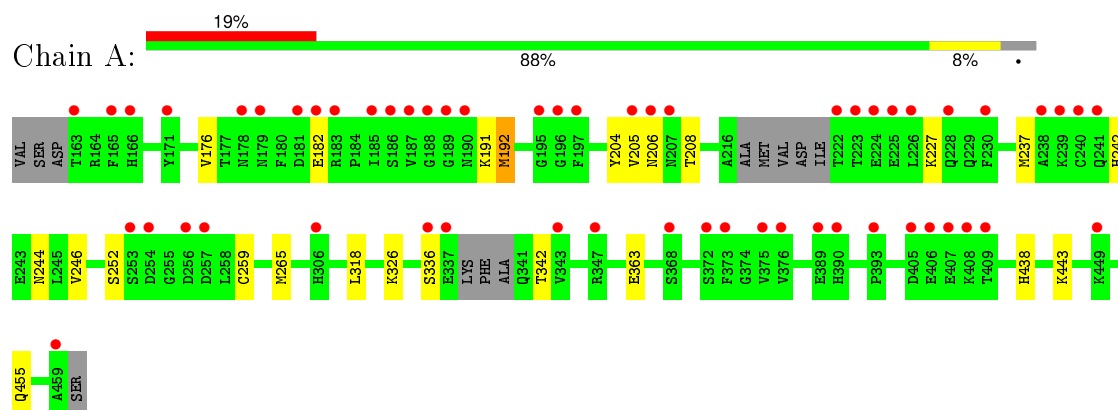 19%
Chain A:
88% 8% •
VAL SER ASP T163 R164 F165 H166 Y171 V176 T177 N178 N179 F180 D181 E182 R183 P184 I185 S186 V187 G188 G189 N190 K191 M192 G195 G196 F197 Y204 V205 N206 N207 T208 A216 ALA MET VAL ASP ILE T222 T223 E224 E225 L226 K227 Q228 Q229 F230 M237 A238 K239 C240 Q241 H242
E243 N244 L245 V246 S252 S253 D254 G255 D256 D257 L258 C259 M265 H306 L318 K326 S336 E337 LYS PHE ALA Q341 T342 V343 R347 E363 S368 S372 F373 G374 V375 V376 E389 H390 P393 D405 E406 E407 K408 T409 H438 K443 K449
Q455 A459 SER